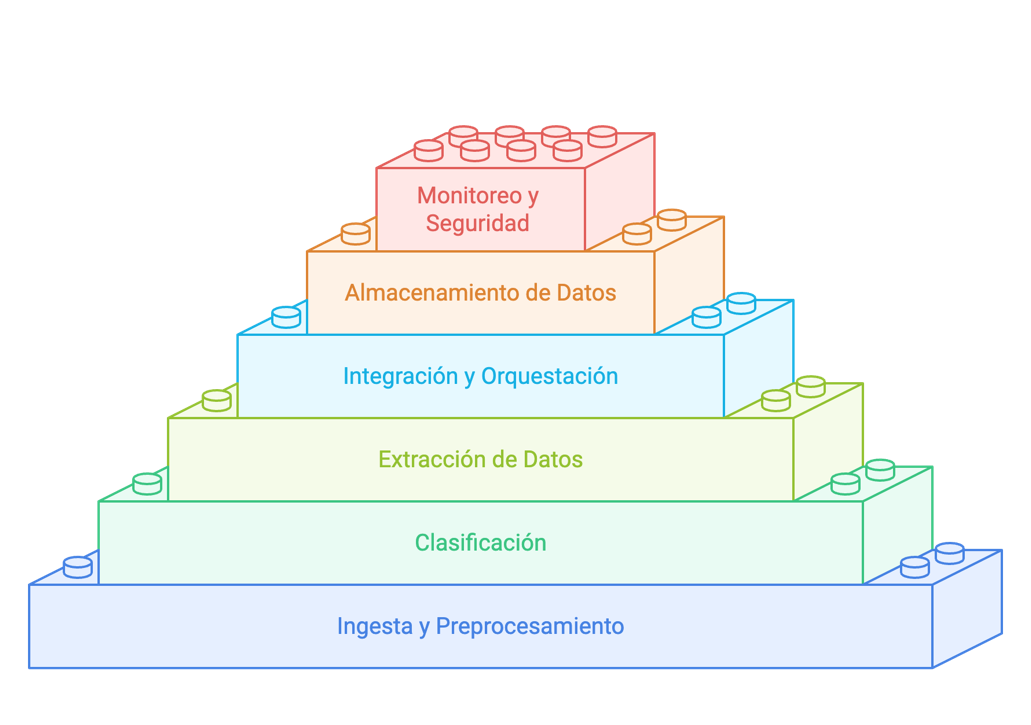 Monitoreo y
Seguridad
Almacenamiento de Datos
Integración y Orquestación
Extracción de Datos
Clasificación
Ingesta y Preprocesamiento